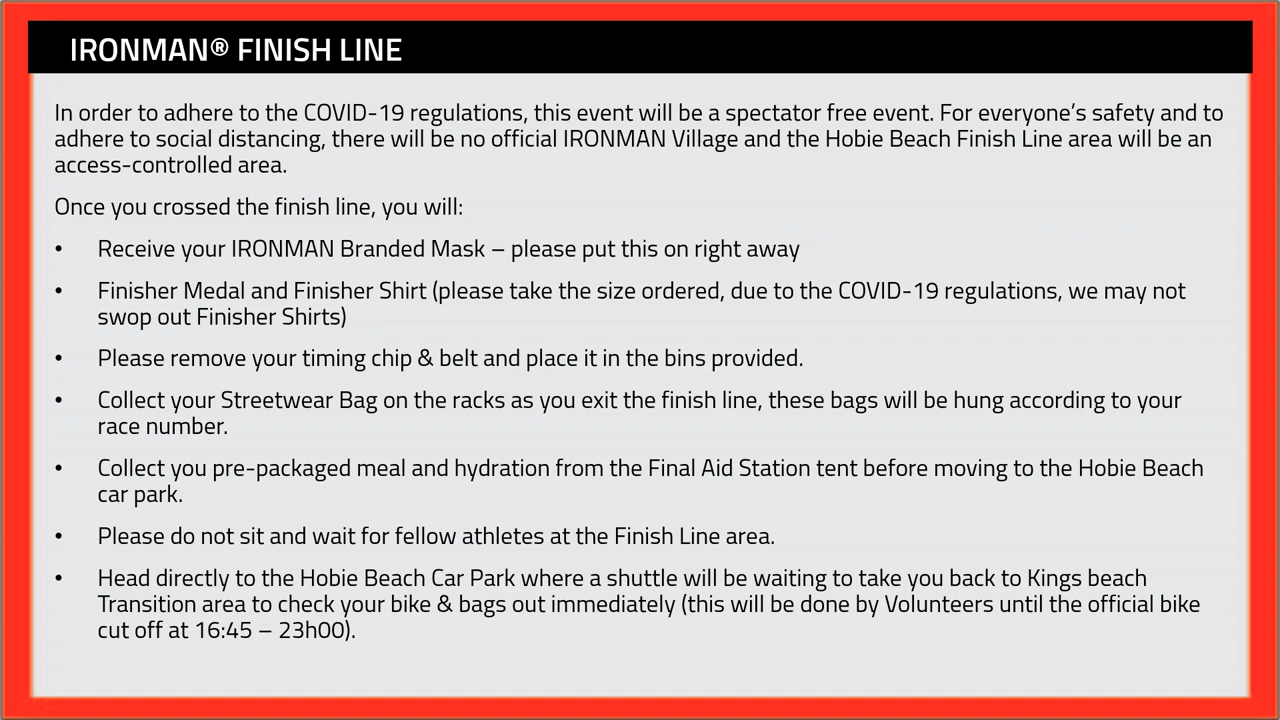 IRONMAN® FINISH LINE
In order to adhere to the COVID-19 regulations, this event will be a spectator free event. For everyone’s safety and to
adhere to social distancing, there will be no official IRONMAN Village and the Hobie Beach Finish Line area will be an
access-controlled area.
Once you crossed the finish line, you will:
• Receive your IRONMAN Branded Mask – please put this on right away
• Finisher Medal and Finisher Shirt (please take the size ordered, due to the COVID-19 regulations, we may not
swop out Finisher Shirts)
• Please remove your timing chip & belt and place it in the bins provided.
• Collect your Streetwear Bag on the racks as you exit the finish line, these bags will be hung according to your
race number.
• Collect you pre-packaged meal and hydration from the Final Aid Station tent before moving to the Hobie Beach
car park.
• Please do not sit and wait for fellow athletes at the Finish Line area.
• Head directly to the Hobie Beach Car Park where a shuttle will be waiting to take you back to Kings beach
Transition area to check your bike & bags out immediately (this will be done by Volunteers until the official bike
cut off at 16:45 – 23h00).